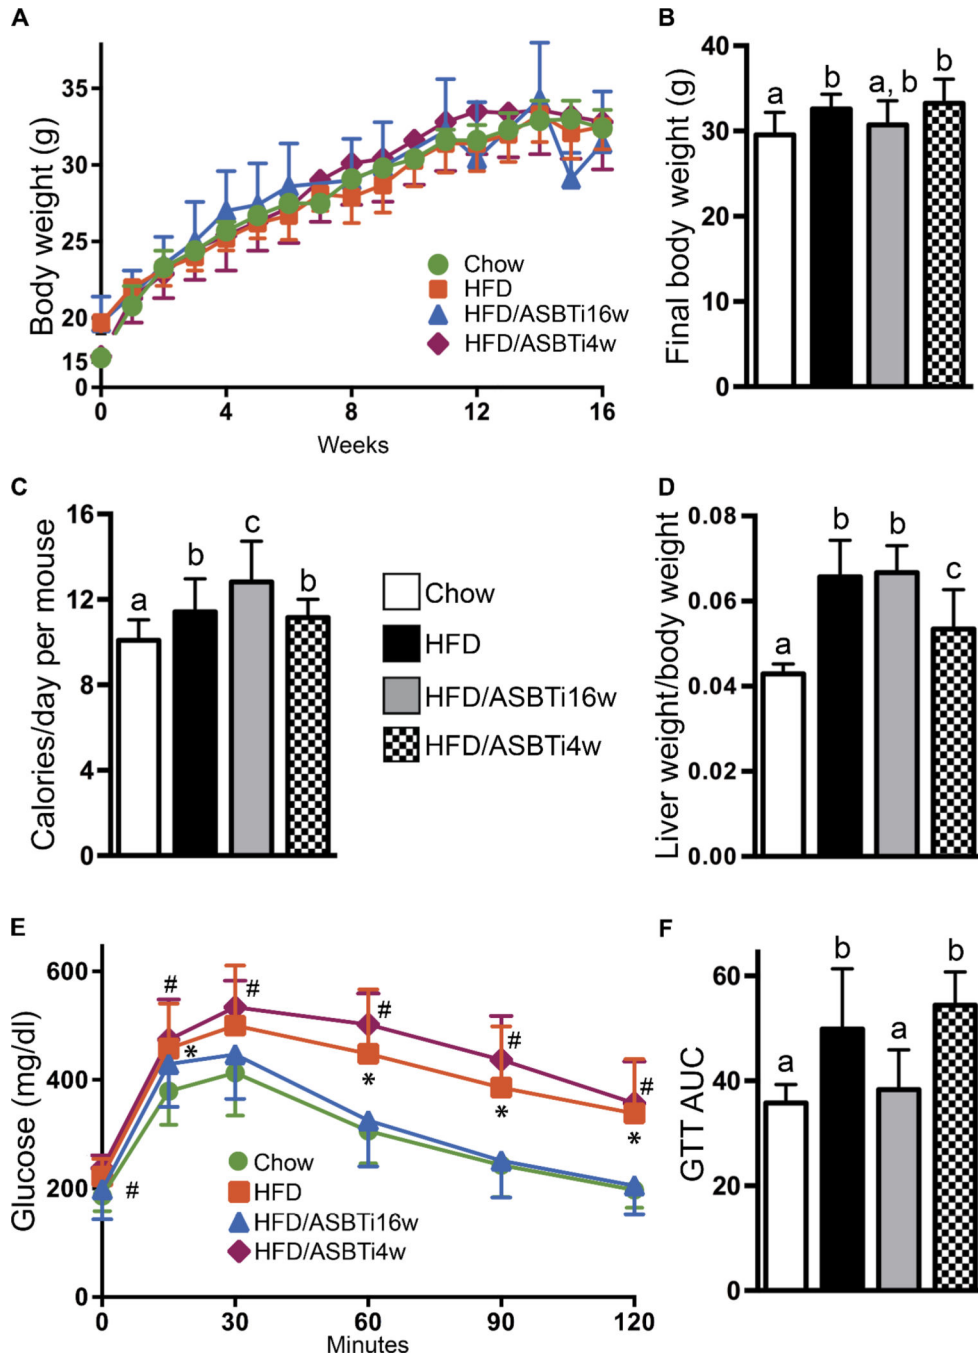 A
Body weight (g)
35
30
25
20
15
0
0 4 8 12 16
Weeks
Chow
HFD
HFD/ASBTi16w
HFD/ASBTi4w
B
Final body weight (g)
40
30
20
10
0
a b a, b b
C
Calories/day per mouse
16
12
8
4
0
a b c b
Chow
HFD
HFD/ASBTi16w
HFD/ASBTi4w
D
Liver weight/body weight
0.08
0.06
0.04
0.02
0.00
a b b c
E
Glucose (mg/dl)
600
400
200
0
0 30 60 90 120
Minutes
# # # # # #
* * * *
Chow
HFD
HFD/ASBTi16w
HFD/ASBTi4w
F
GTT AUC
60
40
20
0
a b a b